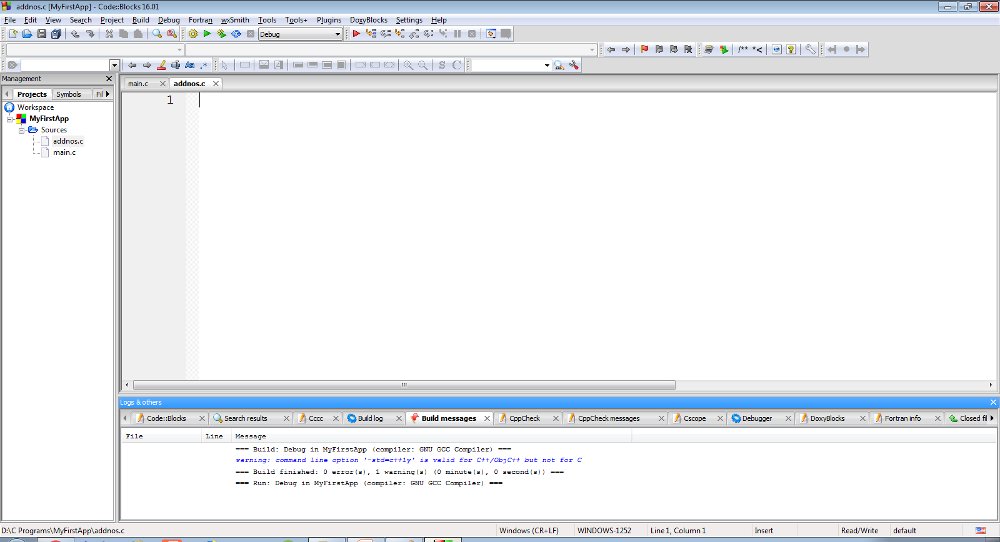 addnos.c [MyFirstApp] - Code::Blocks 16.01
File Edit View Search Project Build Debug Fortran wxSmith Tools Tools+ Plugins DoxyBlocks Settings Help
Debug
/** *<
Aa .* S C
Management
main.c addnos.c
Projects Symbols Fil
1
Workspace
MyFirstApp
Sources
addnos.c
main.c
Logs & others
Code::Blocks Search results Cccc Build log Build messages CppCheck CppCheck messages Cscope Debugger DoxyBlocks Fortran info Closed fil
File Line Message
=== Build: Debug in MyFirstApp (compiler: GNU GCC Compiler) ===
warning: command line option '-std=c++1y' is valid for C++/ObjC++ but not for C
=== Build finished: 0 error(s), 1 warning(s) (0 minute(s), 0 second(s)) ===
=== Run: Debug in MyFirstApp (compiler: GNU GCC Compiler) ===
D:\C Programs\MyFirstApp\addnos.c Windows (CR+LF) WINDOWS-1252 Line 1, Column 1 Insert Read/Write default